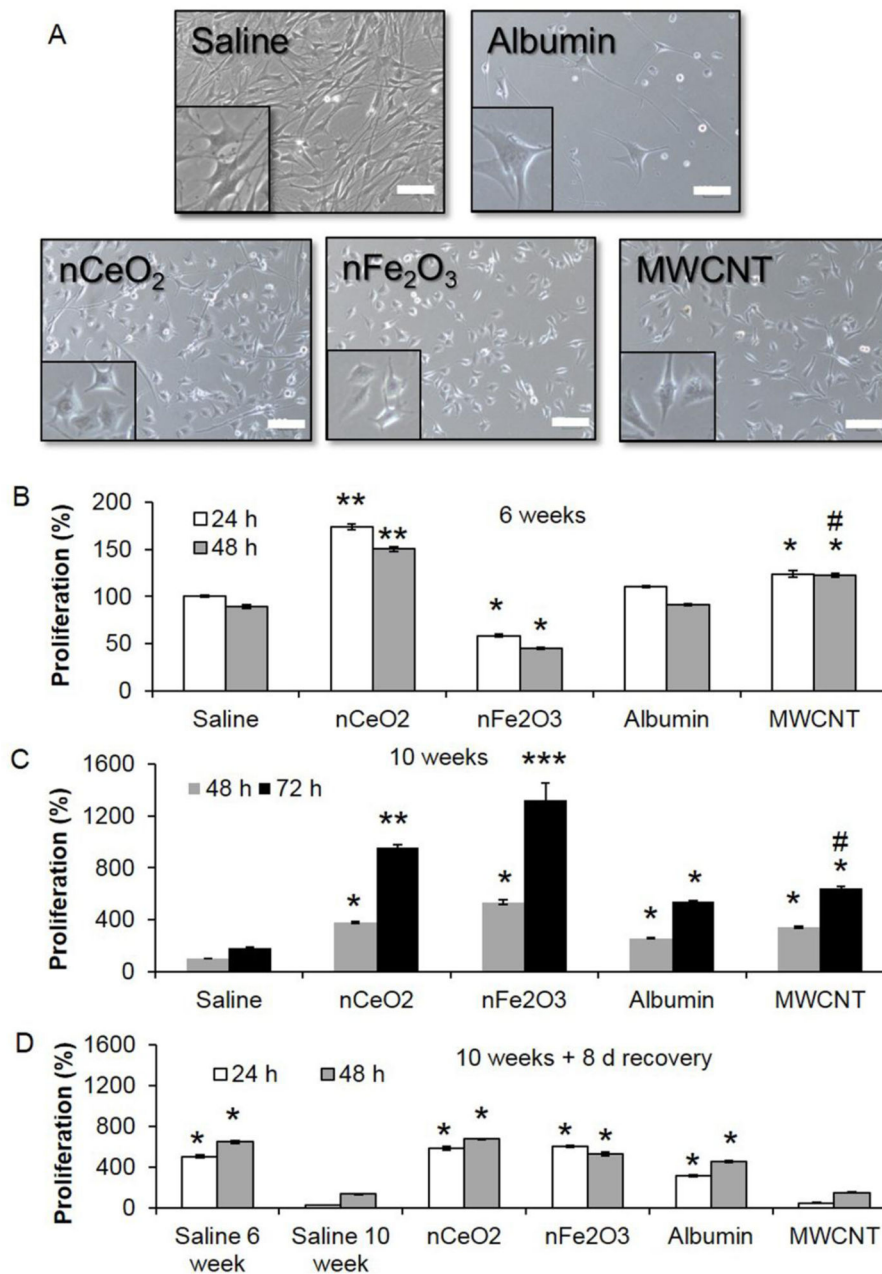 A
Saline
Albumin
nCeO₂
nFe₂O₃
MWCNT
B
Proliferation (%)
200
150
100
50
0
24 h
48 h
6 weeks
**
**
*
*
*
#
*
Saline
nCeO2
nFe2O3
Albumin
MWCNT
C
Proliferation (%)
1600
1200
800
400
0
10 weeks
48 h
72 h
*
**
*
***
*
*
*
#
*
Saline
nCeO2
nFe2O3
Albumin
MWCNT
D
Proliferation (%)
1600
1200
800
400
0
10 weeks + 8 d recovery
24 h
48 h
*
*
*
*
*
*
*
*
Saline 6
week
Saline 10
week
nCeO2
nFe2O3
Albumin
MWCNT